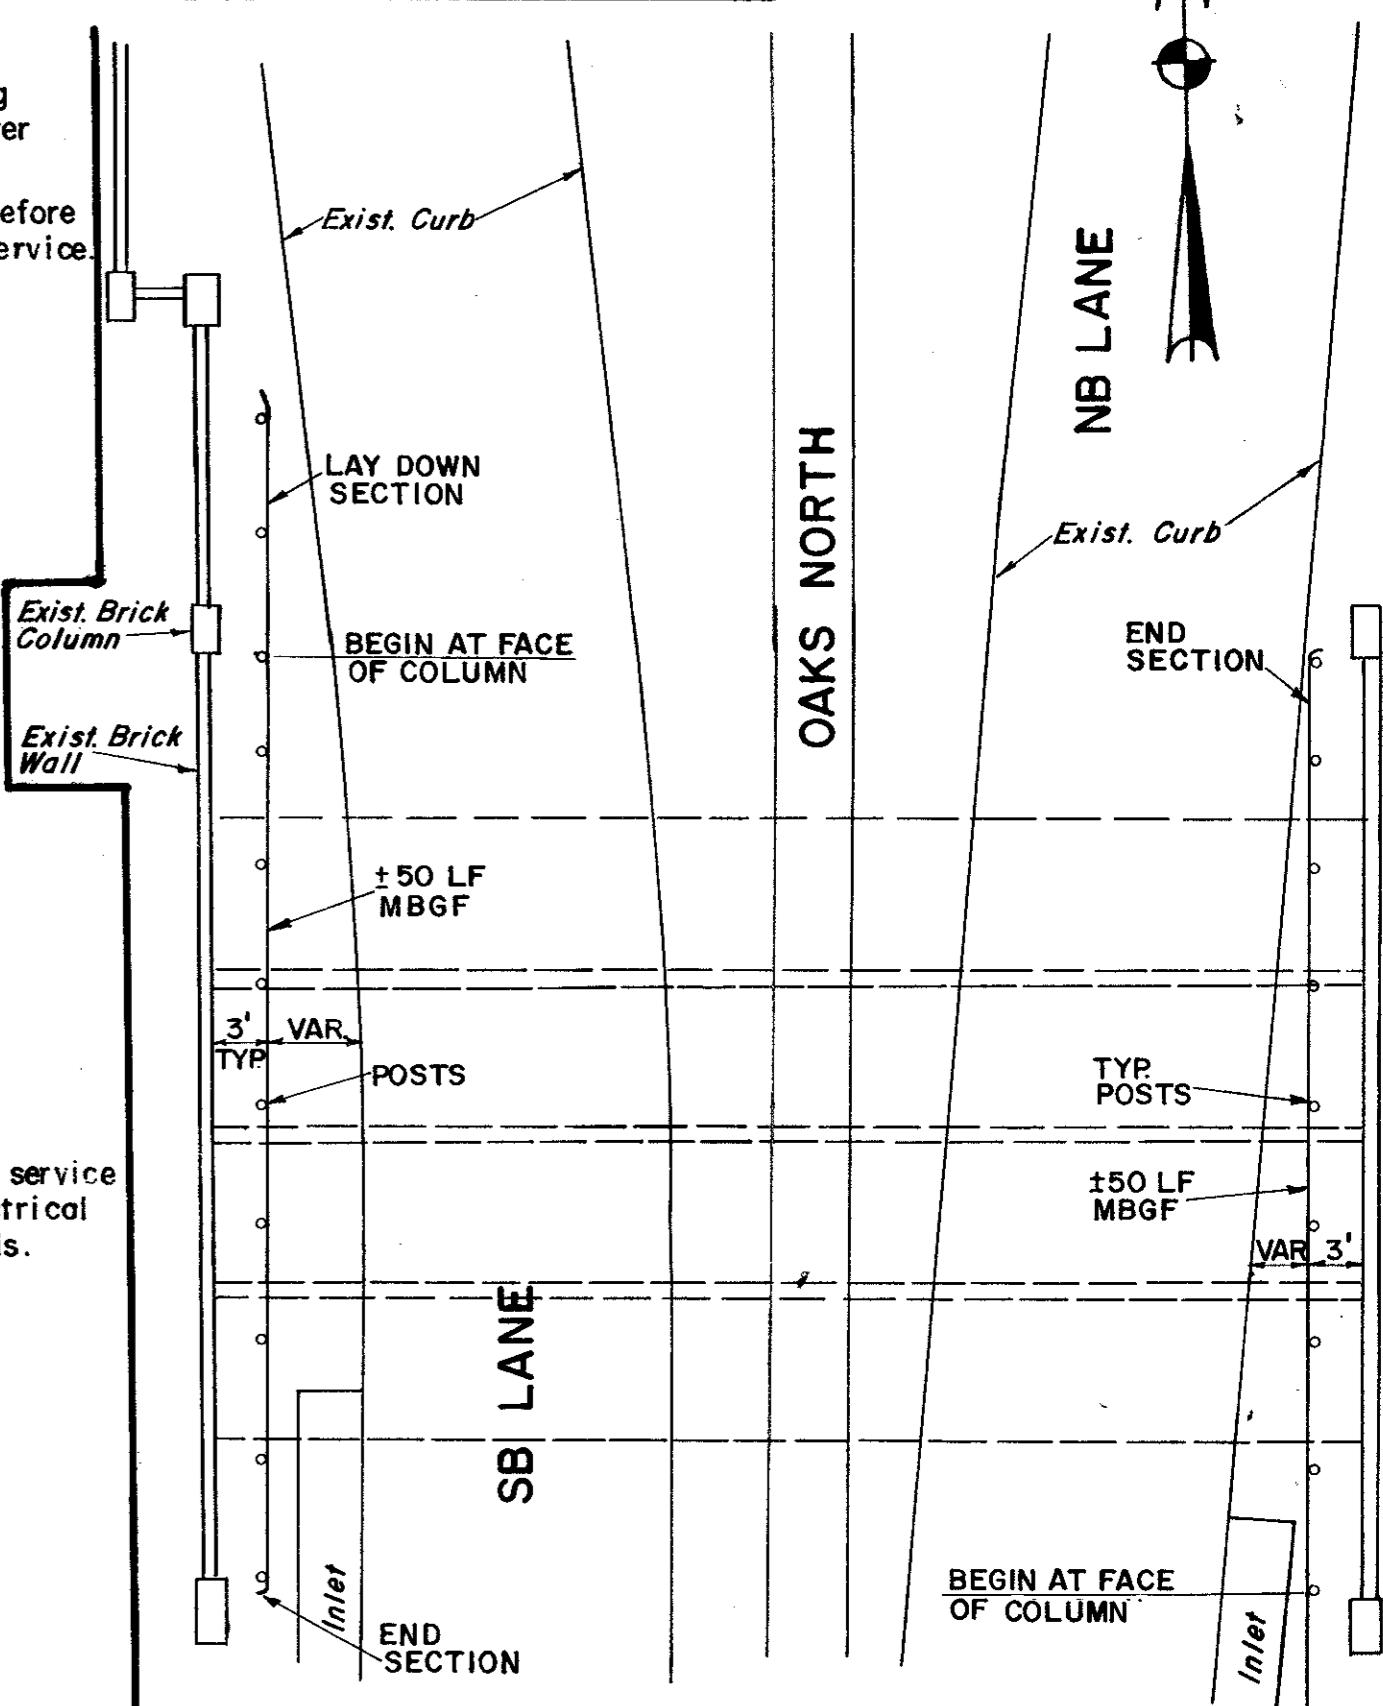 efore
ervice.
Exist. Curb
NB LANE
LAY DOWN
SECTION
OAKS NORTH
Exist. Curb
Exist. Brick
Column
BEGIN AT FACE
OF COLUMN
END
SECTION
Exist. Brick
Wall
±50 LF
MBGF
3'
TYP.
VAR.
POSTS
TYP.
POSTS
service
trical
s.
±50 LF
MBGF
VAR
3'
SB LANE
Inlet
END
SECTION
BEGIN AT FACE
OF COLUMN
Inlet